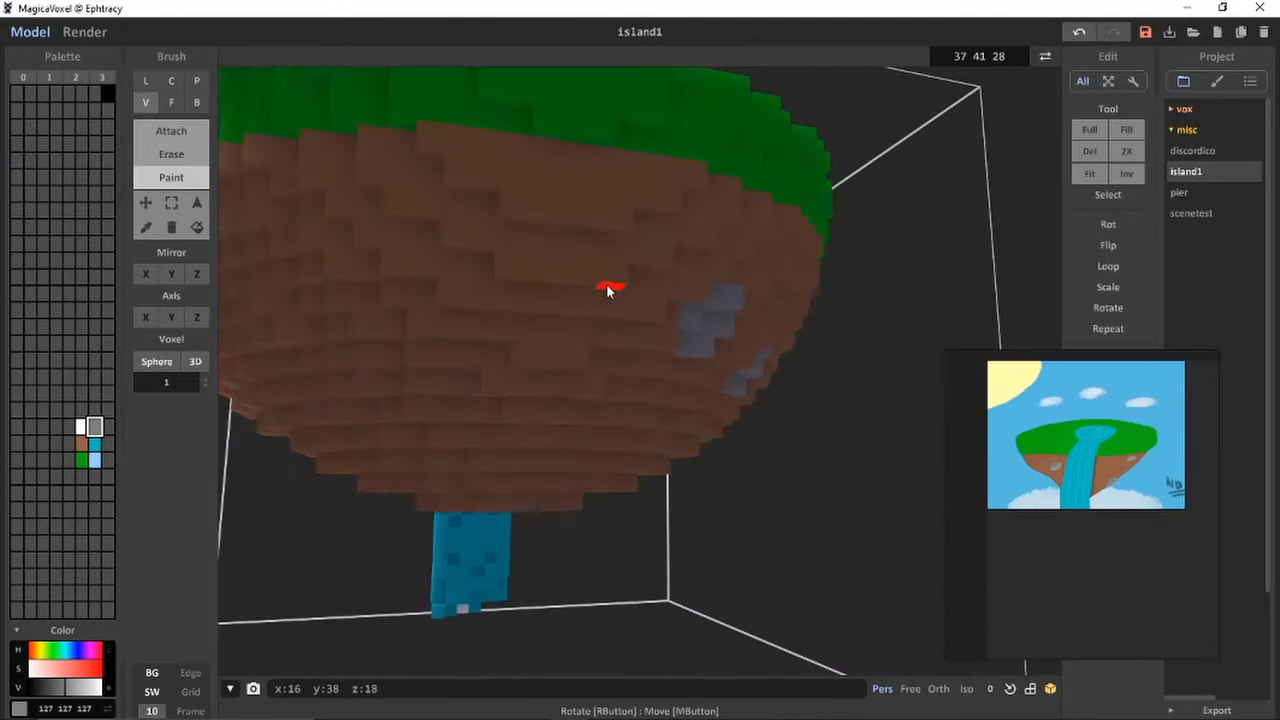 MagicaVoxel @ Ephtracy
Model Render
island1
Palette
Brush
37 41 28
Edit
Project
0 1 2 3
L C P
V F B
All
Attach
Erase
Paint
Tool
Full Fill
Del 2X
Fit Inv
Select
Rot
Flip
Loop
Scale
Rotate
Repeat
vox
misc
discordico
island1
pier
scenetest
Mirror
X Y Z
Axis
X Y Z
Voxel
Sphere 3D
1
Color
H
S
V
127 127 127
BG Edge
SW Grid
10 Frame
x:16 y:38 z:18
Pers Free Orth Iso 0
Rotate [RButton] : Move [MButton]
Export